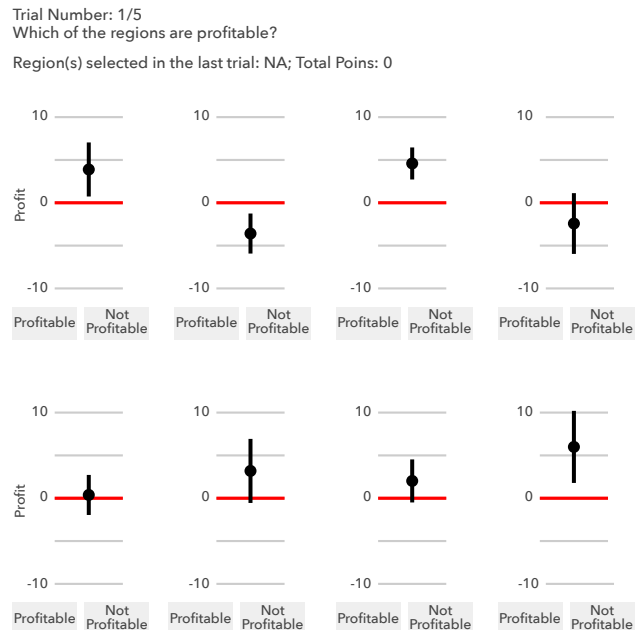 Trial Number: 1/5
Which of the regions are profitable?
Region(s) selected in the last trial: NA; Total Poins: 0
10 10 10 10
Profit
0 0 0 0
-10 -10 -10 -10
Profitable Not Profitable Profitable Not Profitable Profitable Not Profitable Profitable Not Profitable
10 10 10 10
Profit
0 0 0 0
-10 -10 -10 -10
Profitable Not Profitable Profitable Not Profitable Profitable Not Profitable Profitable Not Profitable